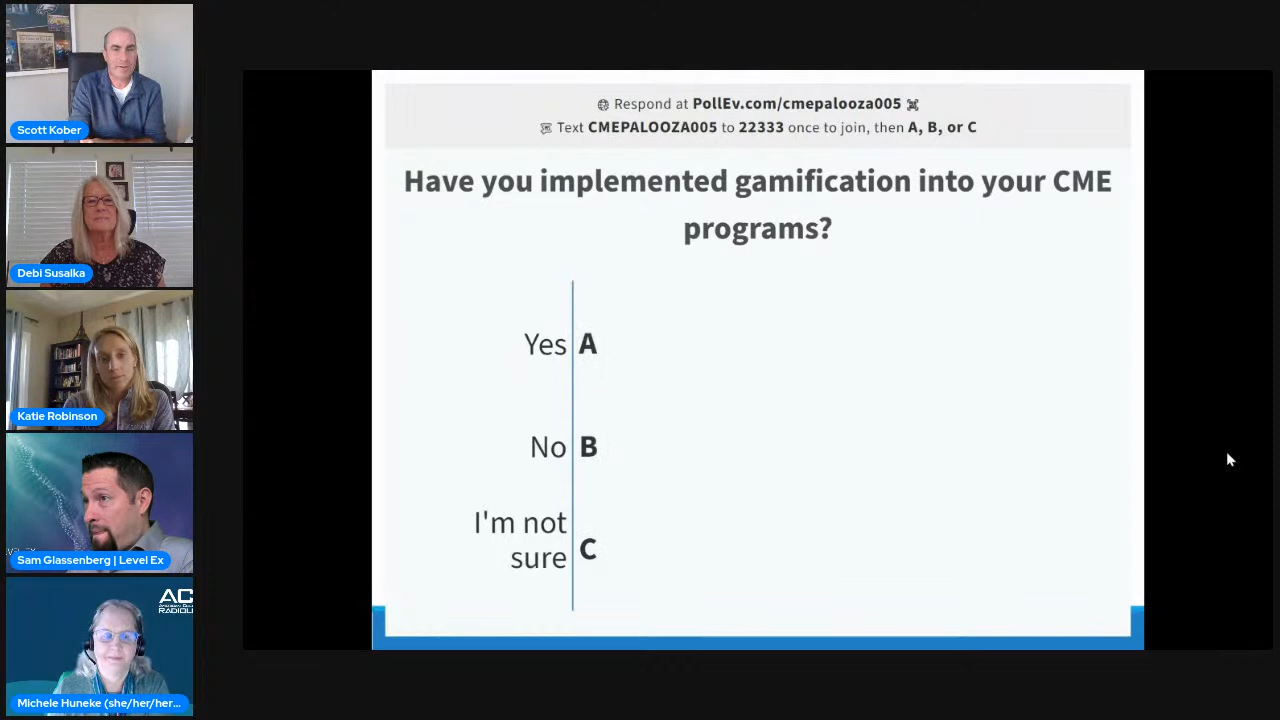 Scott Kober
Debi Susalka
Katie Robinson
Sam Glassenberg | Level Ex
AC
RADIOL
Michele Huneke (she/her/her...
Respond at PollEv.com/cmepalooza005
Text CMEPALOOZA005 to 22333 once to join, then A, B, or C
Have you implemented gamification into your CME
programs?
Yes A
No B
I'm not
sure C